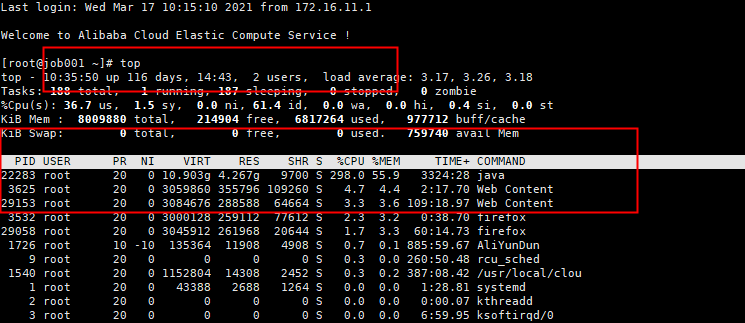 Last login: Wed Mar 17 10:15:10 2021 from 172.16.11.1
Welcome to Alibaba Cloud Elastic Compute Service !
[root@job001 ~]# top
top - 10:35:50 up 116 days, 14:43,  2 users,  load average: 3.17, 3.26, 3.18
Tasks: 188 total,   1 running, 187 sleeping,   0 stopped,   0 zombie
%Cpu(s): 36.7 us,  1.5 sy,  0.0 ni, 61.4 id,  0.0 wa,  0.0 hi,  0.4 si,  0.0 st
KiB Mem :  8009880 total,   214904 free,  6817264 used,   977712 buff/cache
KiB Swap:        0 total,        0 free,        0 used.   759740 avail Mem
PID USER      PR  NI    VIRT    RES    SHR S  %CPU %MEM     TIME+ COMMAND
22283 root      20   0 10.903g 4.267g   9700 S 298.0 55.9   3324:28 java
3625 root      20   0 3059860 355796 109260 S   4.7  4.4   2:17.70 Web Content
29153 root      20   0 3084676 288588  64664 S   3.3  3.6 109:18.97 Web Content
3532 root      20   0 3000128 259112  77612 S   2.3  3.2   0:38.70 firefox
29058 root      20   0 3045912 261968  20644 S   1.7  3.3  60:14.73 firefox
1726 root      10 -10  135364  11908   4908 S   0.7  0.1 885:59.67 AliYunDun
9 root      20   0       0      0      0 S   0.3  0.0 260:50.48 rcu_sched
1540 root      20   0 1152804  14308   2452 S   0.3  0.2 387:08.42 /usr/local/clou
1 root      20   0   43388   2688   1264 S   0.0  0.0   1:28.81 systemd
2 root      20   0       0      0      0 S   0.0  0.0   0:00.07 kthreadd
3 root      20   0       0      0      0 S   0.0  0.0   6:59.95 ksoftirqd/0